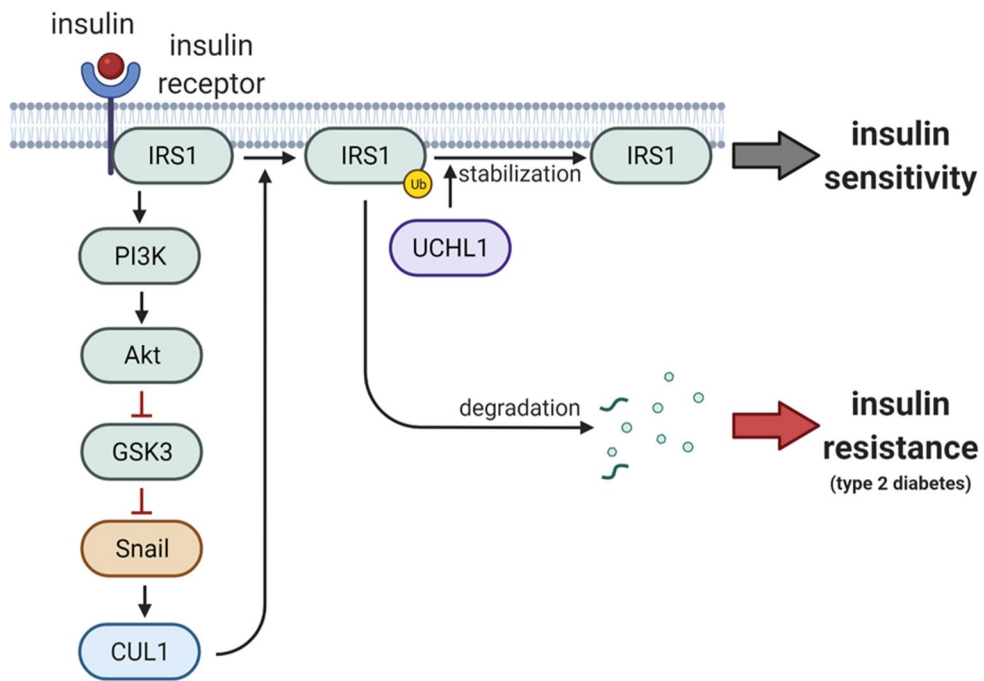 insulin
insulin
receptor
IRS1
IRS1
IRS1
Ub
stabilization
insulin
sensitivity
UCHL1
PI3K
Akt
GSK3
Snail
CUL1
degradation
insulin
resistance
(type 2 diabetes)